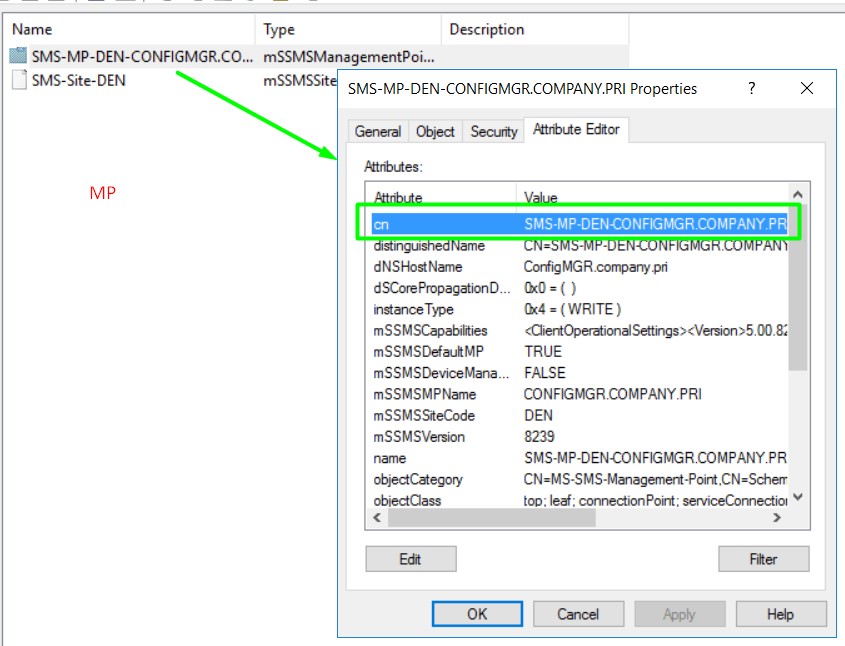 Name Type Description
SMS-MP-DEN-CONFIGMGR.CO... mSSMSManagementPoi...
SMS-Site-DEN mSSMSSite
MP
SMS-MP-DEN-CONFIGMGR.COMPANY.PRI Properties ? ×
General Object Security Attribute Editor
Attributes:
Attribute Value
cn SMS-MP-DEN-CONFIGMGR.COMPANY.PR
distinguishedName CN=SMS-MP-DEN-CONFIGMGR.COMPANY
dNSHostName ConfigMGR.company.pri
dSCorePropagationD... 0x0 = ( )
instanceType 0x4 = ( WRITE )
mSSMSCapabilities <ClientOperationalSettings><Version>5.00.82
mSSMSDefaultMP TRUE
mSSMSDeviceMana... FALSE
mSSMSMPName CONFIGMGR.COMPANY.PRI
mSSMSSiteCode DEN
mSSMSVersion 8239
name SMS-MP-DEN-CONFIGMGR.COMPANY.PR
objectCategory CN=MS-SMS-Management-Point,CN=Schem
objectClass top; leaf; connectionPoint; serviceConnection
Edit Filter
OK Cancel Apply Help